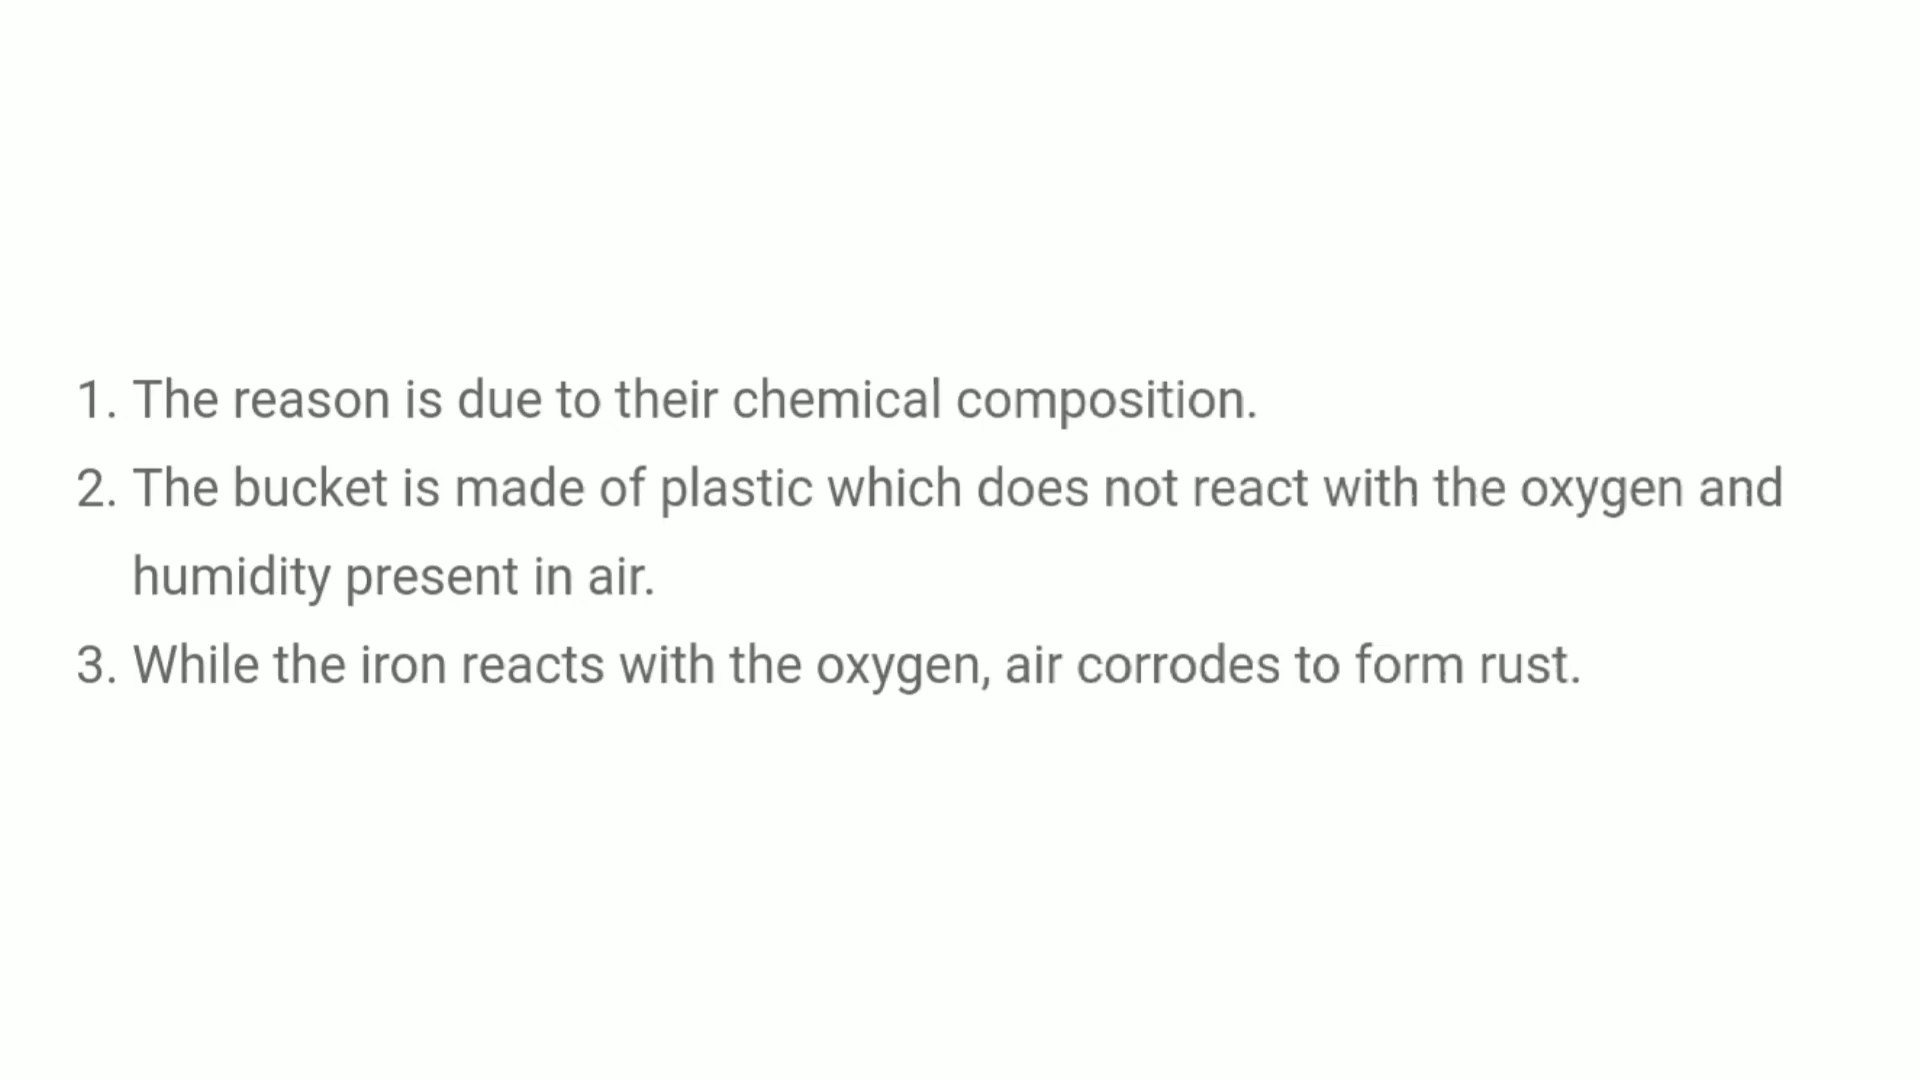 1. The reason is due to their chemical composition.
2. The bucket is made of plastic which does not react with the oxygen and
humidity present in air.
3. While the iron reacts with the oxygen, air corrodes to form rust.